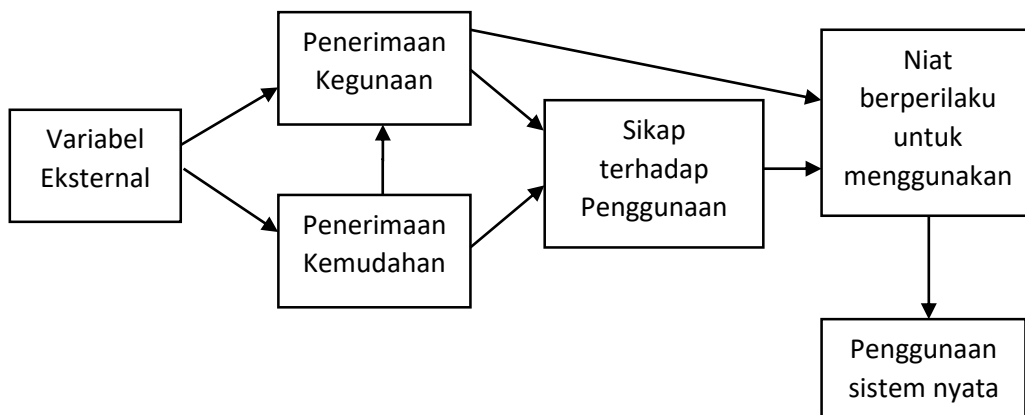 Penerimaan
Kegunaan
Niat
berperilaku
untuk
menggunakan
Variabel
Eksternal
Sikap
terhadap
Penggunaan
Penerimaan
Kemudahan
Penggunaan
sistem nyata